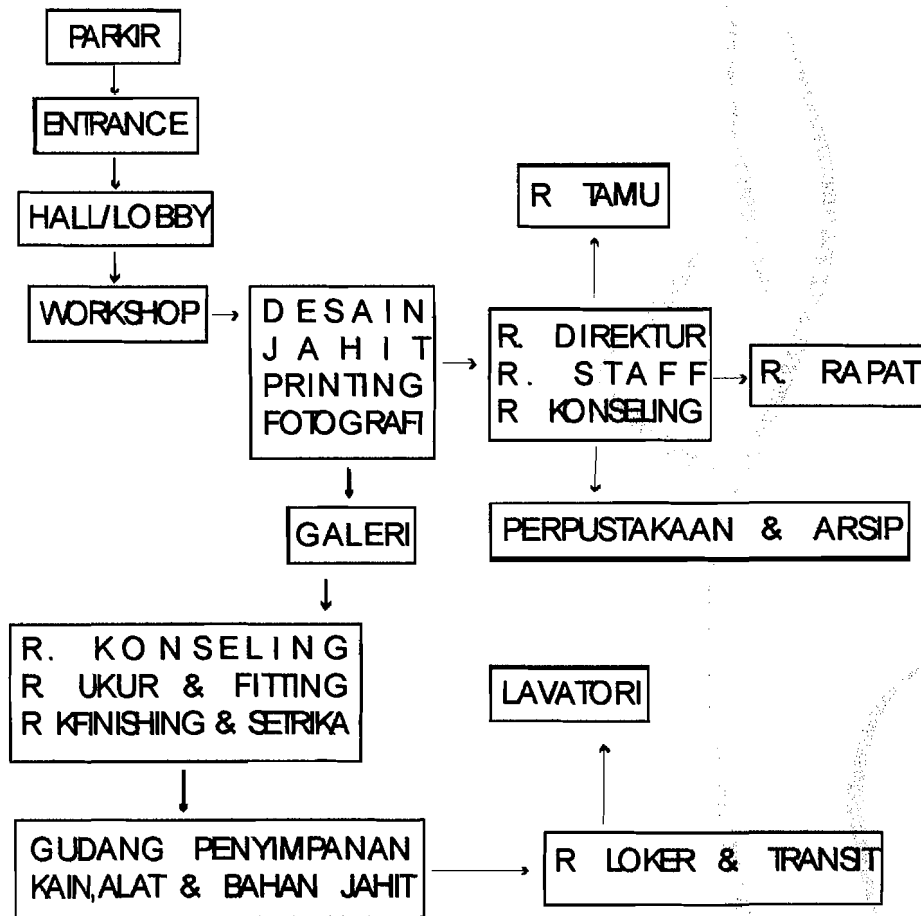 PARKIR
ENTRANCE
HALL/LOBBY
WORKSHOP
DESAIN
JAHIT
PRINTING
FOTOGRAFI
R TAMU
R. DIREKTUR
R. STAFF
R KONSELING
R. RAPAT
PERPUSTAKAAN & ARSIP
GALERI
R. KONSELING
R UKUR & FITTING
R KFINISHING & SETRIKA
LAVATORI
GUDANG PENYIMPANAN
KAIN,ALAT & BAHAN JAHIT
R LOKER & TRANSIT